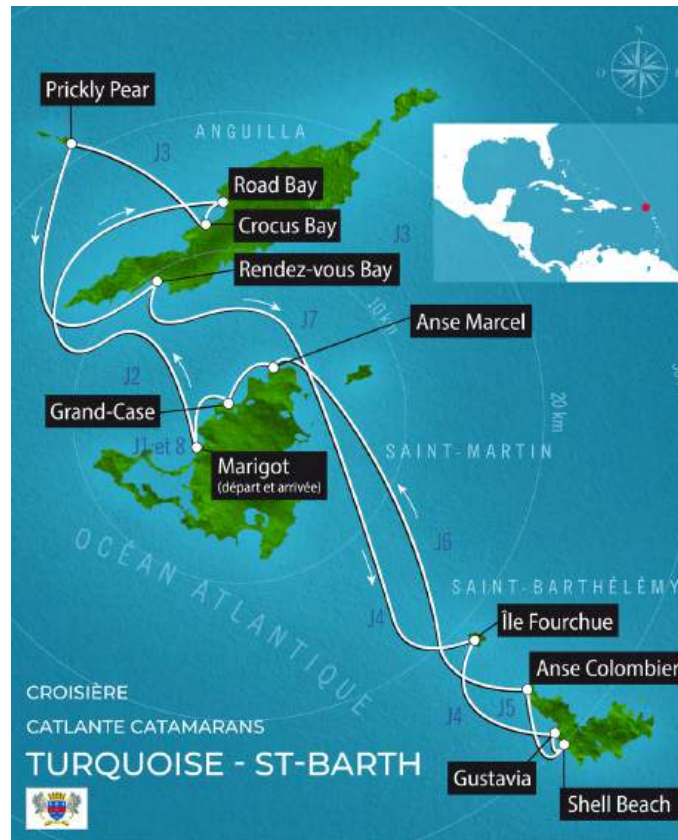 Prickly Pear
ANGUILLA
J3
Road Bay
Crocus Bay
J3
Rendez-vous Bay
10 km
J7
Anse Marcel
J2
Grand-Case
20 km
J1 et 8
SAINT-MARTIN
Marigot
(départ et arrivée)
OCÉAN ATLANTIQUE
J6
SAINT-BARTHÉLÉMY
J4
Île Fourchue
Anse Colombier
J5
J4
CROISIÈRE
CATLANTE CATAMARANS
TURQUOISE - ST-BARTH
Gustavia
Shell Beach